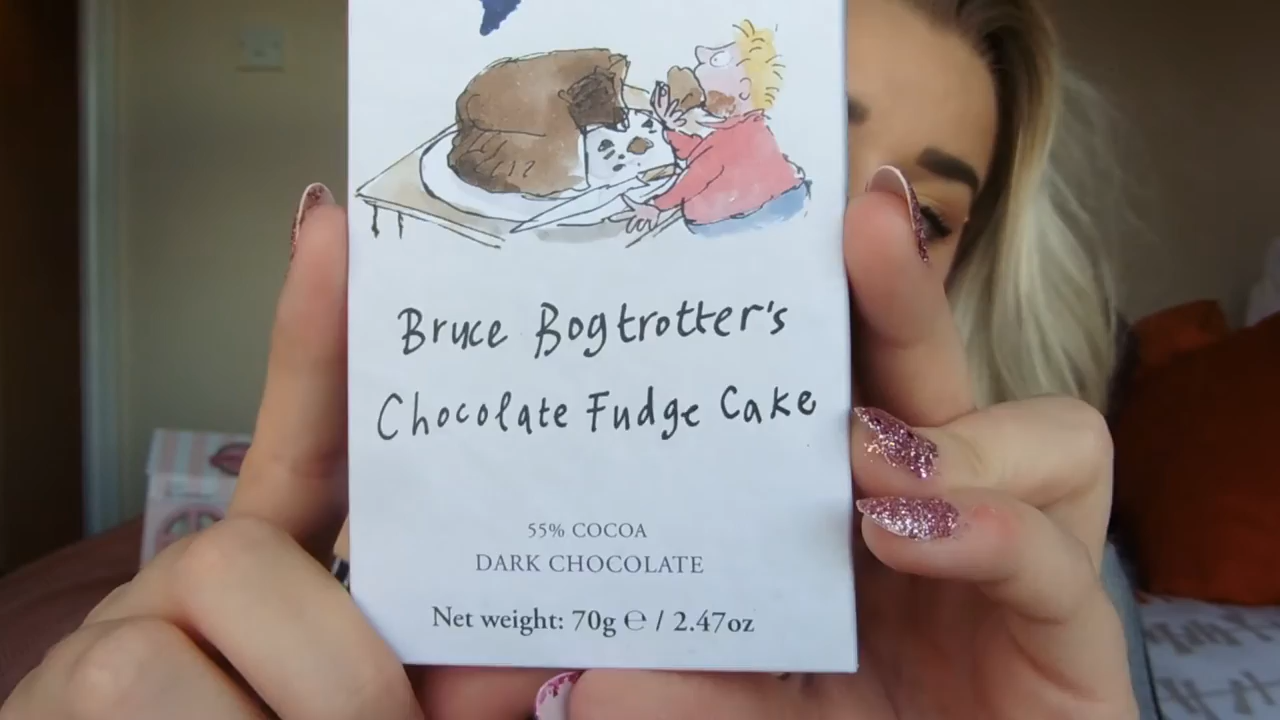 Bruce Bogtrotter's
Chocolate Fudge Cake
55% COCOA
DARK CHOCOLATE
Net weight: 70g ℮ / 2.47oz